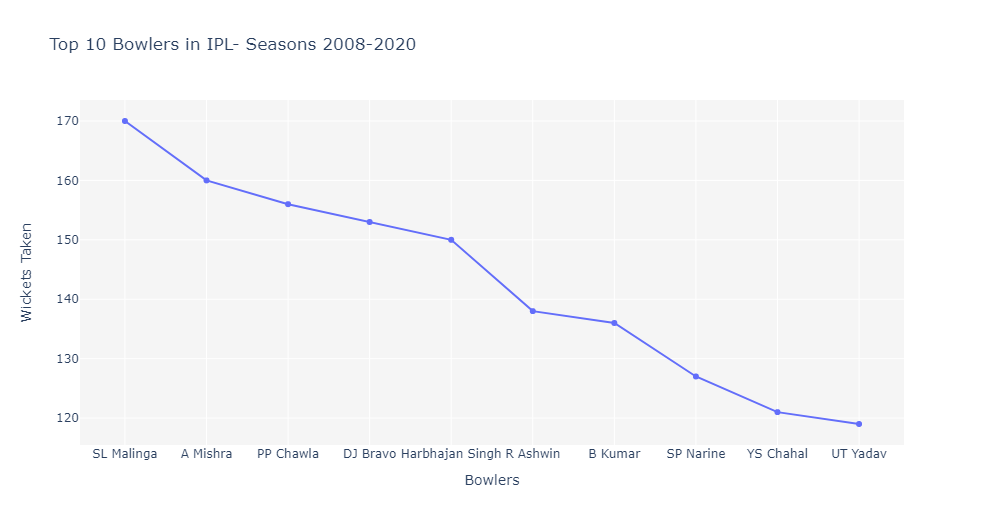 Top 10 Bowlers in IPL- Seasons 2008-2020
170
160
150
140
130
120
Wickets Taken
SL Malinga A Mishra PP Chawla DJ Bravo Harbhajan Singh R Ashwin B Kumar SP Narine YS Chahal UT Yadav
Bowlers